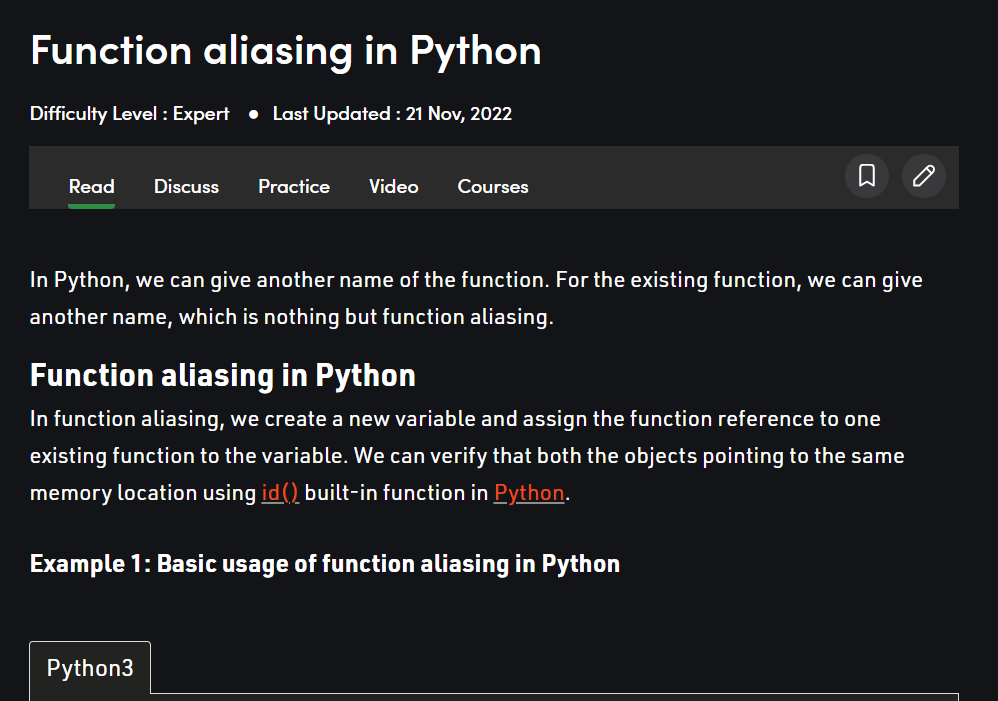 Function aliasing in Python
Difficulty Level : Expert ● Last Updated : 21 Nov, 2022
Read Discuss Practice Video Courses
In Python, we can give another name of the function. For the existing function, we can give
another name, which is nothing but function aliasing.
Function aliasing in Python
In function aliasing, we create a new variable and assign the function reference to one
existing function to the variable. We can verify that both the objects pointing to the same
memory location using id() built-in function in Python.
Example 1: Basic usage of function aliasing in Python
Python3